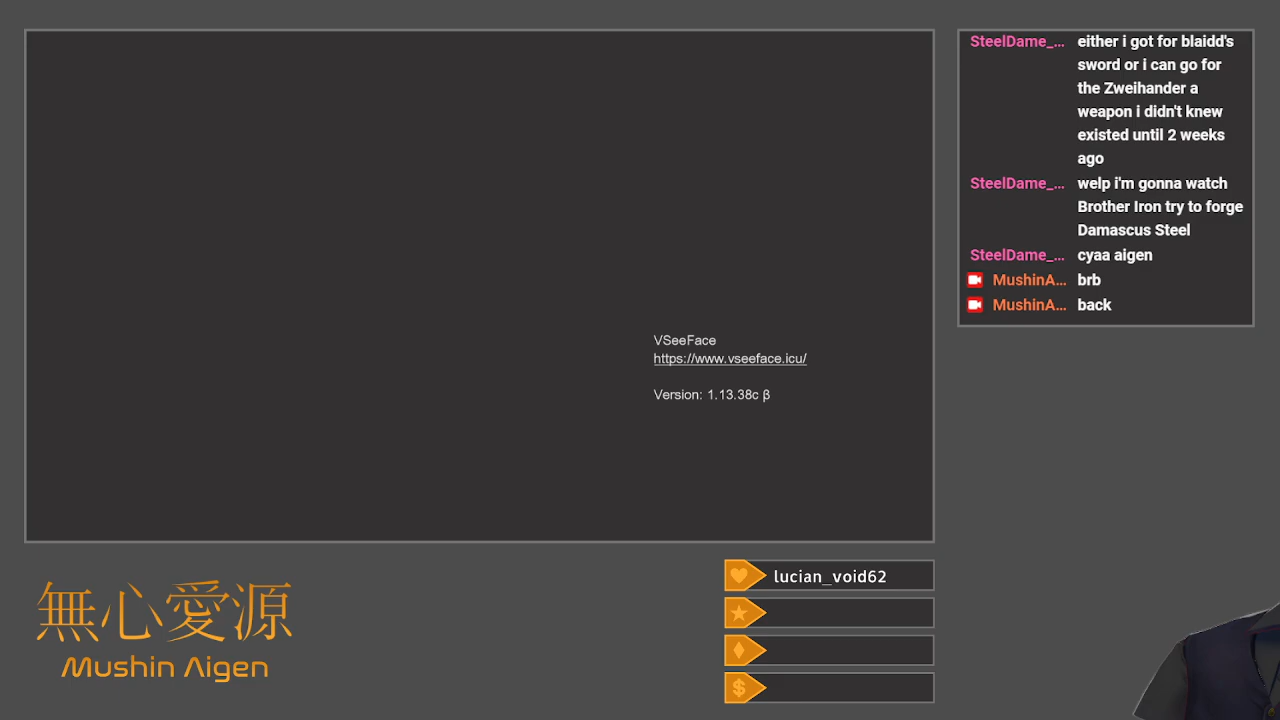 SteelDame_... either i got for blaidd's
sword or i can go for
the Zweihander a
weapon i didn't knew
existed until 2 weeks
ago
SteelDame_... welp i'm gonna watch
Brother Iron try to forge
Damascus Steel
SteelDame_... cyaa aigen
MushinA... brb
MushinA... back
VSeeFace
https://www.vseeface.icu/
Version: 1.13.38c β
無心愛源
Mushin Aigen
lucian_void62
$